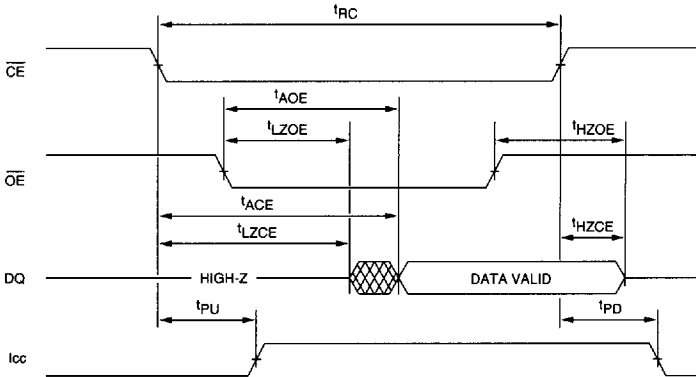 tRC
CE
tAOE
tLZOE
tHZOE
OE
tACE
tLZCE
tHZCE
DQ
HIGH-Z
DATA VALID
tPU
tPD
Icc